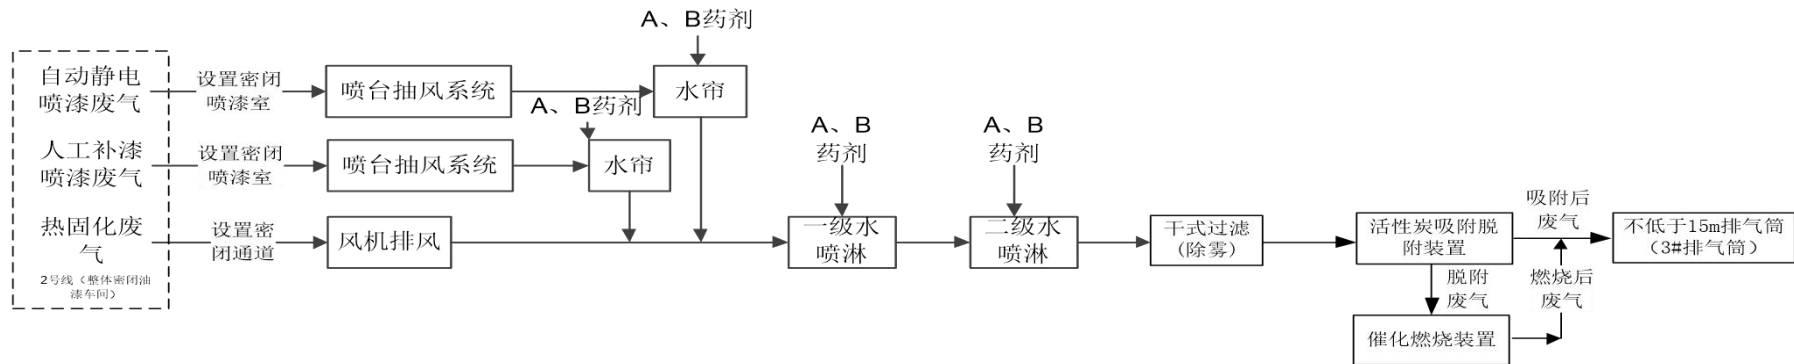 A、B药剂
自动静电
喷漆废气
设置密闭
喷漆室
喷台抽风系统
水帘
A、B药剂
人工补漆
喷漆废气
设置密闭
喷漆室
喷台抽风系统
水帘
A、B
药剂
A、B
药剂
热固化废
气
设置密
闭通道
风机排风
一级水
喷淋
二级水
喷淋
干式过滤
(除雾)
活性炭吸附脱
附装置
吸附后
废气
不低于15m排气筒
（3#排气筒）
2号线（整体密闭油
漆车间）
脱附
废气
燃烧后
废气
催化燃烧装置